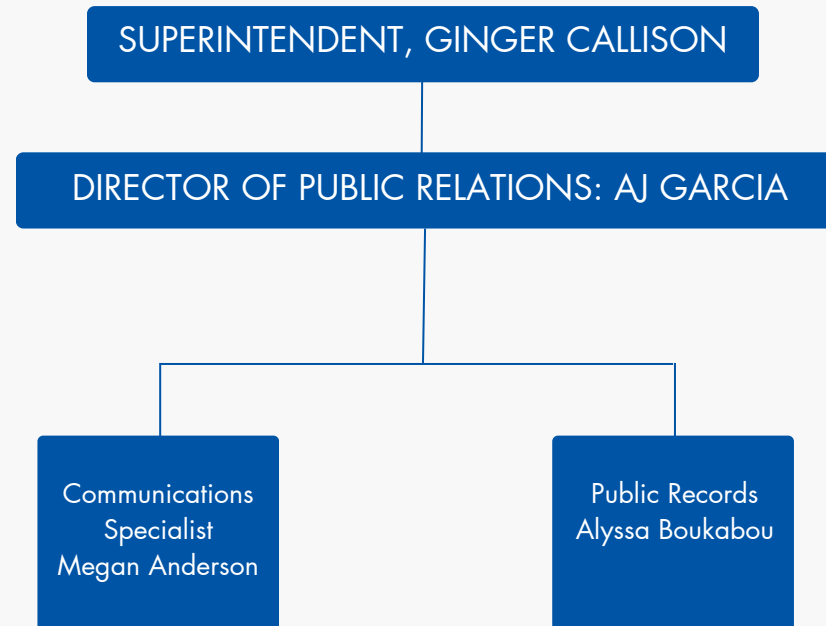 SUPERINTENDENT, GINGER CALLISON
DIRECTOR OF PUBLIC RELATIONS: AJ GARCIA
Communications
Specialist
Megan Anderson
Public Records
Alyssa Boukabou